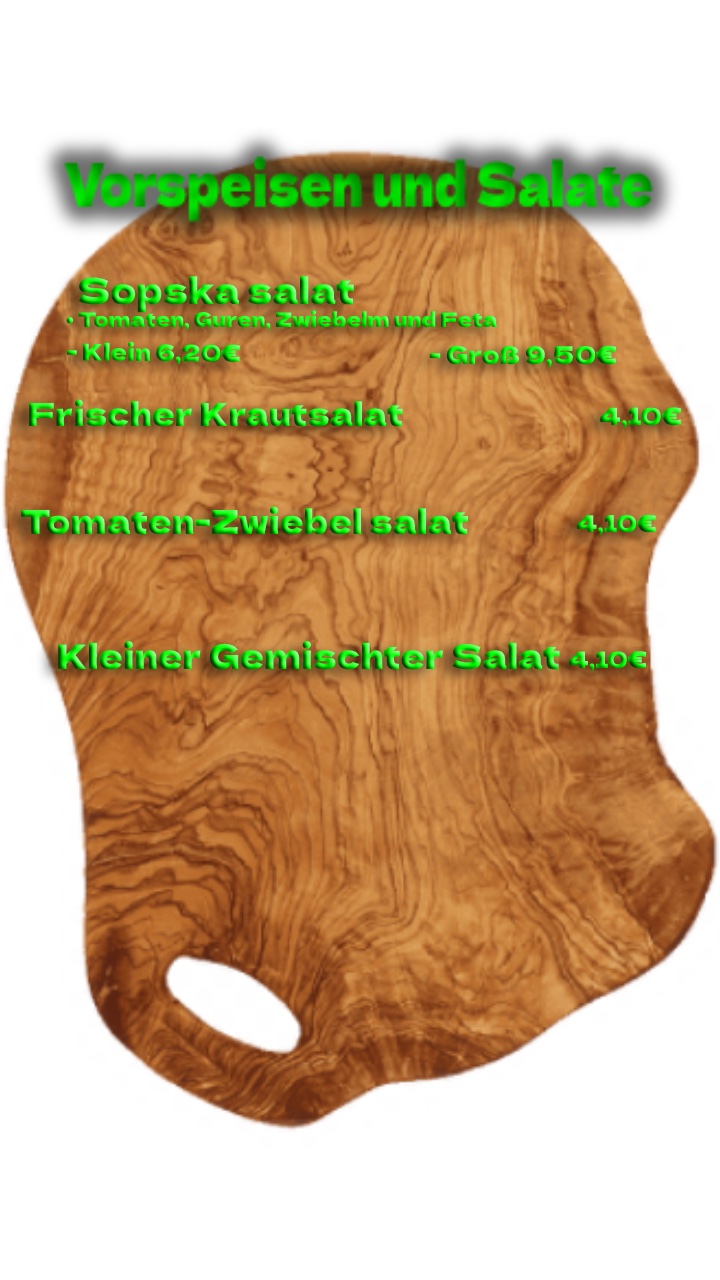 Vorspeisen und Salate
Sopska salat
• Tomaten, Guren, Zwiebelm und Feta
- Klein 6,20€ - Groß 9,50€
Frischer Krautsalat 4,10€
Tomaten-Zwiebel salat 4,10€
Kleiner Gemischter Salat 4,10€